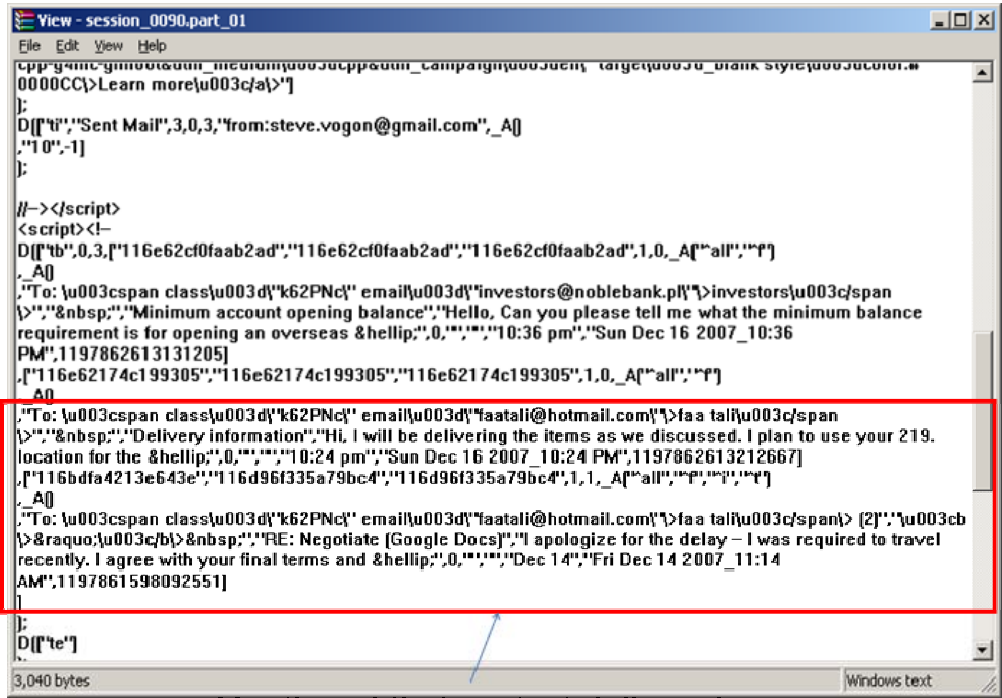 View - session_0090.part_01
File Edit View Help
0000CC\>Learn more\u003c/a\>"]
];
D(["ti","Sent Mail",3,0,3,"from:steve.vogon@gmail.com",_A()
,"10",-1]
);
//--></script>
<script><!--
D(["tb",0,3,["116e62cf0faab2ad","116e62cf0faab2ad","116e62cf0faab2ad",1,0,_A("^all","^f")
,_A()
,"To: \u003cspan class\u003d\"k62PNc\" email\u003d\"investors@noblebank.pl\"\>investors\u003c/span
\>","&nbsp;","Minimum account opening balance","Hello, Can you please tell me what the minimum balance
requirement is for opening an overseas &hellip;",0,"","","10:36 pm","Sun Dec 16 2007_10:36
PM",1197862613131205]
,["116e62174c199305","116e62174c199305","116e62174c199305",1,0,_A("^all","^f")
,_A()
,"To: \u003cspan class\u003d\"k62PNc\" email\u003d\"faatali@hotmail.com\"\>faa tali\u003c/span
\>","&nbsp;","Delivery information","Hi, I will be delivering the items as we discussed. I plan to use your 219.
location for the &hellip;",0,"","","10:24 pm","Sun Dec 16 2007_10:24 PM",1197862613212667]
,["116bdfa4213e643e","116d96f335a79bc4","116d96f335a79bc4",1,1,_A("^all","^f","^i","^t")
,_A()
,"To: \u003cspan class\u003d\"k62PNc\" email\u003d\"faatali@hotmail.com\"\>faa tali\u003c/span\> (2)","\u003cb
\>&raquo;\u003c/b\>&nbsp;","RE: Negotiate (Google Docs)","I apologize for the delay – I was required to travel
recently. I agree with your final terms and &hellip;",0,"","","Dec 14","Fri Dec 14 2007_11:14
AM",1197861598092551]
]
);
D(["te"]
3,040 bytes
Windows text